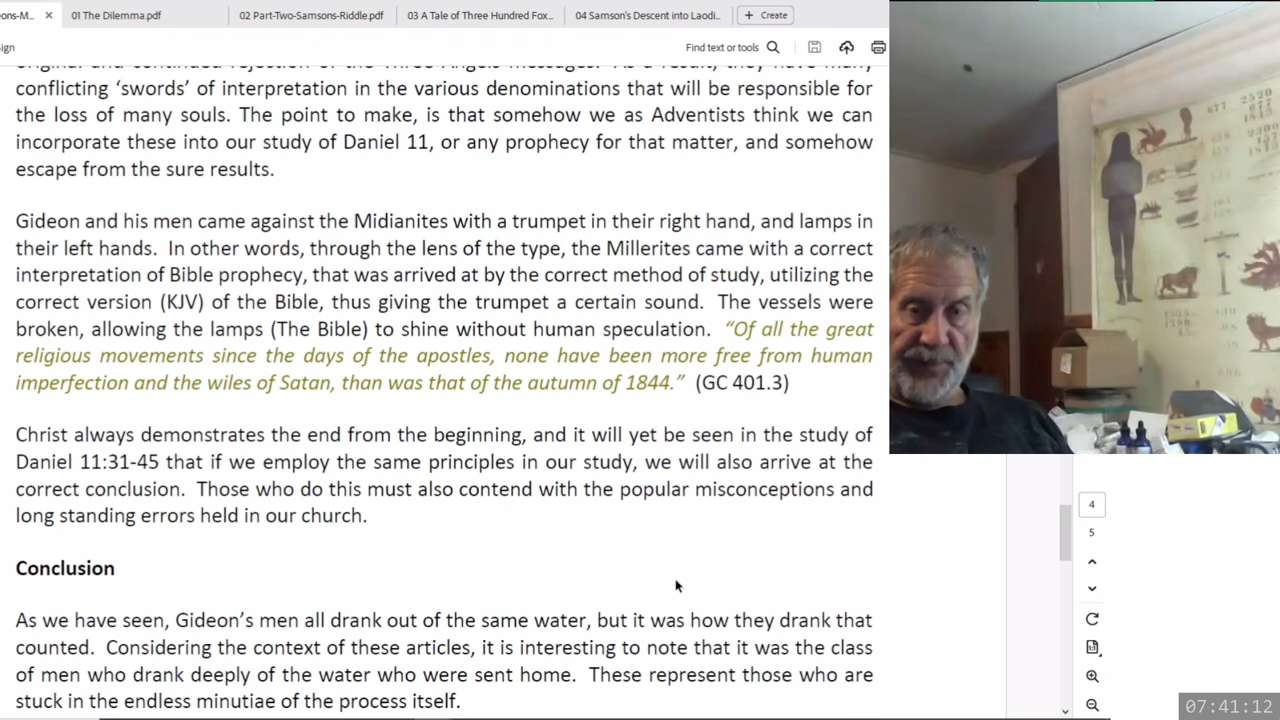 ons-M...
01 The Dilemma.pdf
02 Part-Two-Samsons-Riddle.pdf
03 A Tale of Three Hundred Fox...
04 Samson's Descent into Laodi...
+ Create
ign
Find text or tools
conflicting ‘swords’ of interpretation in the various denominations that will be responsible for
the loss of many souls. The point to make, is that somehow we as Adventists think we can
incorporate these into our study of Daniel 11, or any prophecy for that matter, and somehow
escape from the sure results.
Gideon and his men came against the Midianites with a trumpet in their right hand, and lamps in
their left hands. In other words, through the lens of the type, the Millerites came with a correct
interpretation of Bible prophecy, that was arrived at by the correct method of study, utilizing the
correct version (KJV) of the Bible, thus giving the trumpet a certain sound. The vessels were
broken, allowing the lamps (The Bible) to shine without human speculation. “Of all the great
religious movements since the days of the apostles, none have been more free from human
imperfection and the wiles of Satan, than was that of the autumn of 1844.” (GC 401.3)
Christ always demonstrates the end from the beginning, and it will yet be seen in the study of
Daniel 11:31-45 that if we employ the same principles in our study, we will also arrive at the
correct conclusion. Those who do this must also contend with the popular misconceptions and
long standing errors held in our church.
Conclusion
As we have seen, Gideon’s men all drank out of the same water, but it was how they drank that
counted. Considering the context of these articles, it is interesting to note that it was the class
of men who drank deeply of the water who were sent home. These represent those who are
stuck in the endless minutiae of the process itself.
677
2520
4
5
07:41:12